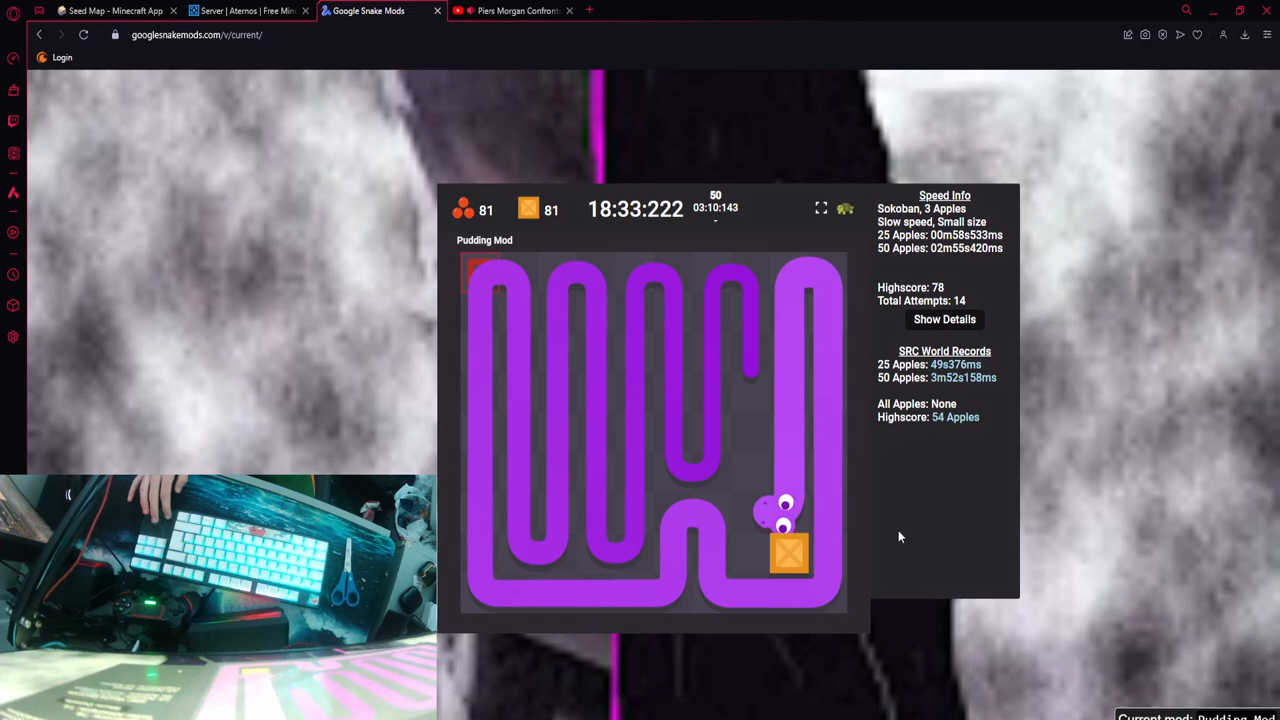 Seed Map - Minecraft App
Server | Aternos | Free Min
Google Snake Mods
Piers Morgan Confront
googlesnakemods.com/v/current/
Login
81
81
18:33:222
50
03:10:143
-
Pudding Mod
Speed Info
Sokoban, 3 Apples
Slow speed, Small size
25 Apples: 00m58s533ms
50 Apples: 02m55s420ms
Highscore: 78
Total Attempts: 14
Show Details
SRC World Records
25 Apples: 49s376ms
50 Apples: 3m52s158ms
All Apples: None
Highscore: 54 Apples
Current mod: Pudding Mod